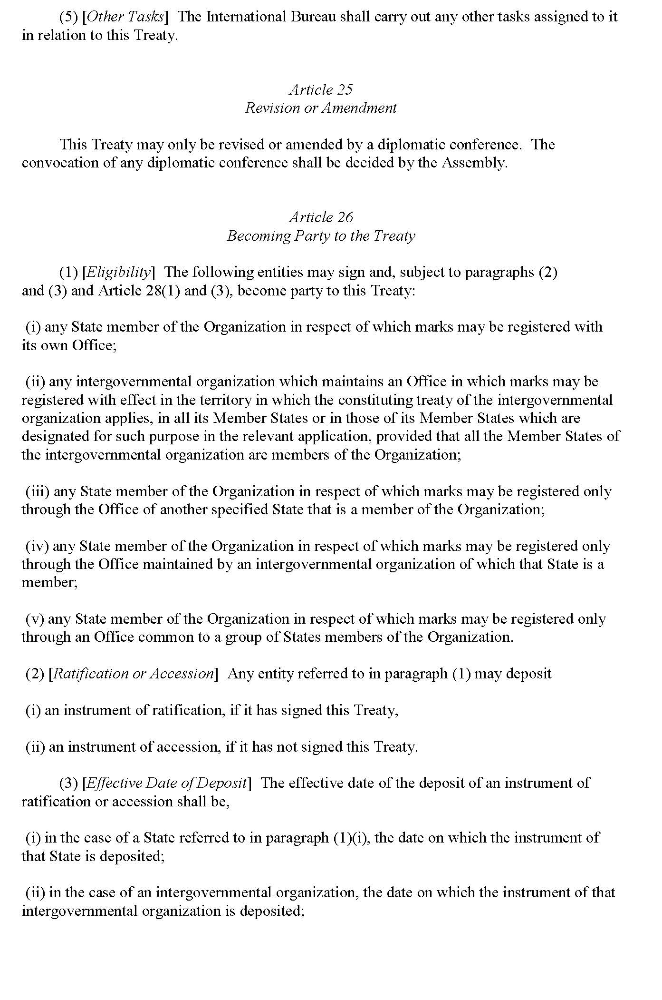 (5) [Other Tasks]  The International Bureau shall carry out any other tasks assigned to it
in relation to this Treaty.
Article 25
Revision or Amendment
This Treaty may only be revised or amended by a diplomatic conference.  The
convocation of any diplomatic conference shall be decided by the Assembly.
Article 26
Becoming Party to the Treaty
(1) [Eligibility]  The following entities may sign and, subject to paragraphs (2)
and (3) and Article 28(1) and (3), become party to this Treaty:
(i) any State member of the Organization in respect of which marks may be registered with
its own Office;
(ii) any intergovernmental organization which maintains an Office in which marks may be
registered with effect in the territory in which the constituting treaty of the intergovernmental
organization applies, in all its Member States or in those of its Member States which are
designated for such purpose in the relevant application, provided that all the Member States of
the intergovernmental organization are members of the Organization;
(iii) any State member of the Organization in respect of which marks may be registered only
through the Office of another specified State that is a member of the Organization;
(iv) any State member of the Organization in respect of which marks may be registered only
through the Office maintained by an intergovernmental organization of which that State is a
member;
(v) any State member of the Organization in respect of which marks may be registered only
through an Office common to a group of States members of the Organization.
(2) [Ratification or Accession]  Any entity referred to in paragraph (1) may deposit
(i) an instrument of ratification, if it has signed this Treaty,
(ii) an instrument of accession, if it has not signed this Treaty.
(3) [Effective Date of Deposit]  The effective date of the deposit of an instrument of
ratification or accession shall be,
(i) in the case of a State referred to in paragraph (1)(i), the date on which the instrument of
that State is deposited;
(ii) in the case of an intergovernmental organization, the date on which the instrument of that
intergovernmental organization is deposited;